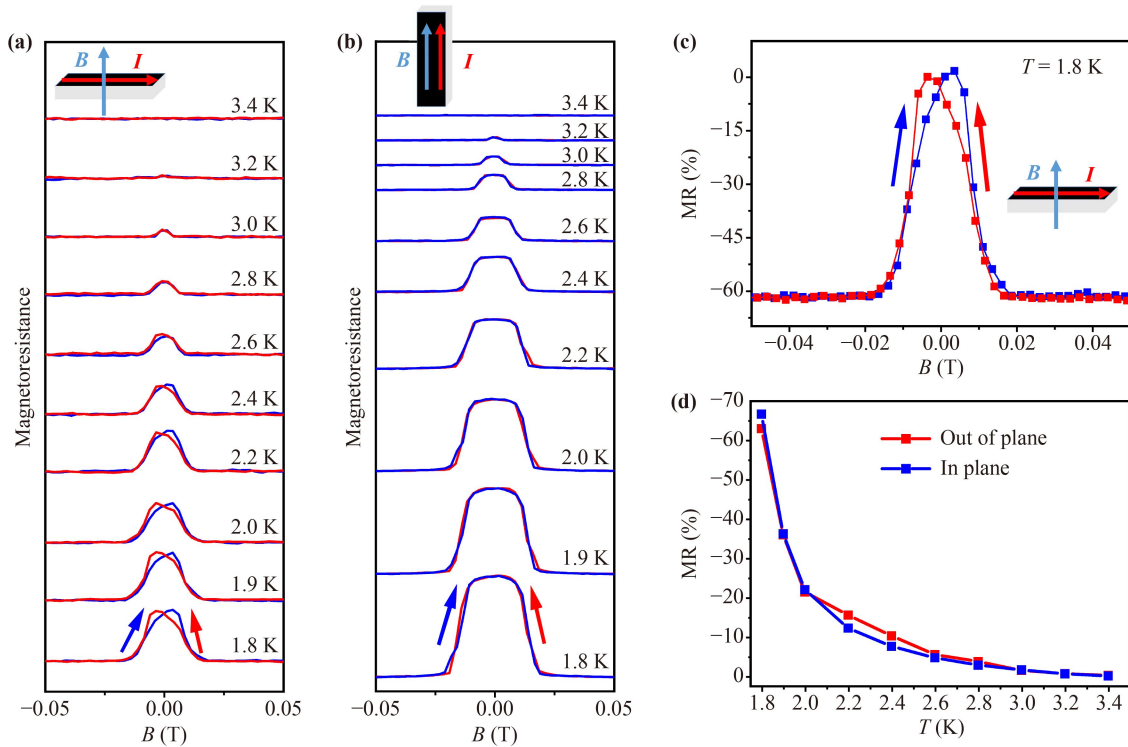 (a)
B
I
3.4 K
3.2 K
3.0 K
2.8 K
2.6 K
2.4 K
2.2 K
2.0 K
1.9 K
1.8 K
Magnetoresistance
−0.05 0.00 0.05
B (T)
(b)
B I
3.4 K
3.2 K
3.0 K
2.8 K
2.6 K
2.4 K
2.2 K
2.0 K
1.9 K
1.8 K
Magnetoresistance
−0.05 0.00 0.05
B (T)
(c)
T = 1.8 K
B I
MR (%)
0
−15
−30
−45
−60
−0.04 −0.02 0.00 0.02 0.04
B (T)
(d)
MR (%)
−70
−60
−50
−40
−30
−20
−10
0
Out of plane
In plane
1.8 2.0 2.2 2.4 2.6 2.8 3.0 3.2 3.4
T (K)